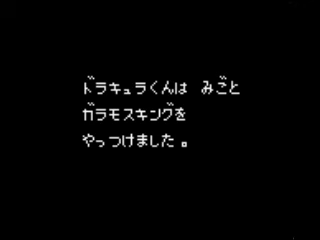 ドラキュラくんは みごと
ガラモスキングを
やっつけました。